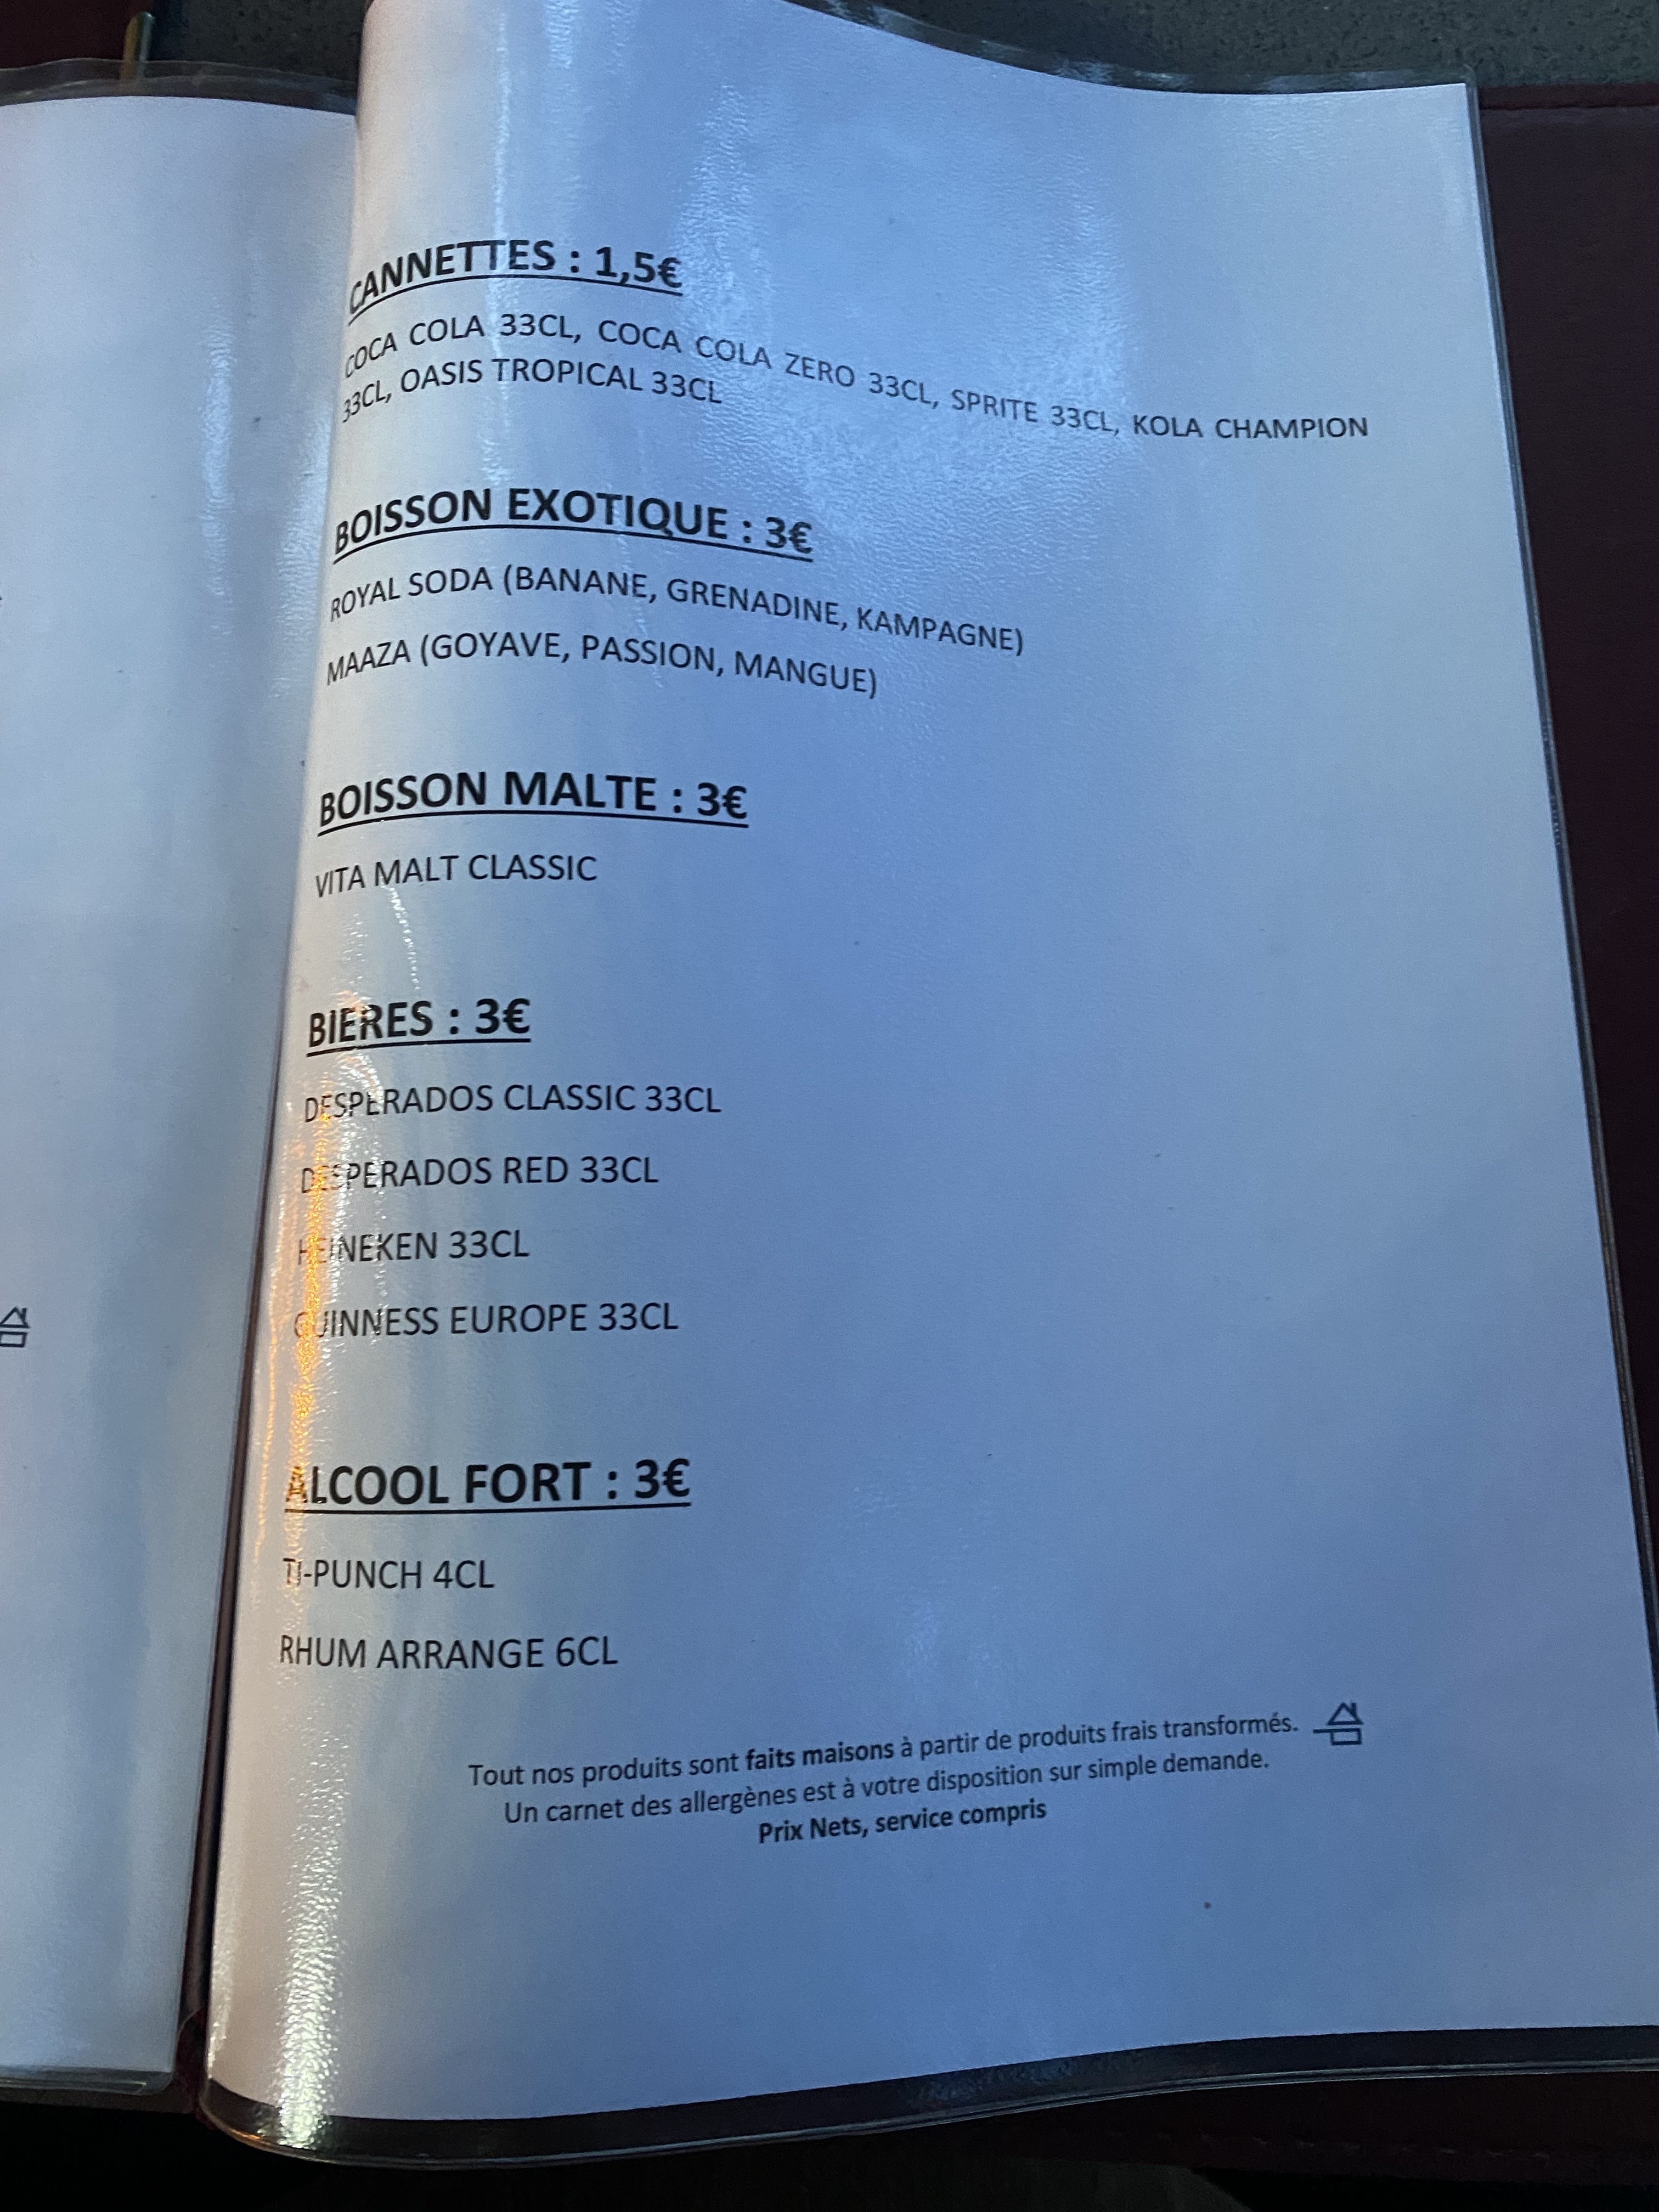 CANNETTES : 1,5€
COCA COLA 33CL, COCA COLA ZERO 33CL, SPRITE 33CL, KOLA CHAMPION
33CL, OASIS TROPICAL 33CL
BOISSON EXOTIQUE : 3€
ROYAL SODA (BANANE, GRENADINE, KAMPAGNE)
MAAZA (GOYAVE, PASSION, MANGUE)
BOISSON MALTE : 3€
VITA MALT CLASSIC
BIERES : 3€
DESPERADOS CLASSIC 33CL
DESPERADOS RED 33CL
HEINEKEN 33CL
GUINNESS EUROPE 33CL
ALCOOL FORT : 3€
TI-PUNCH 4CL
RHUM ARRANGE 6CL
Tout nos produits sont faits maisons à partir de produits frais transformés.
Un carnet des allergènes est à votre disposition sur simple demande.
Prix Nets, service compris